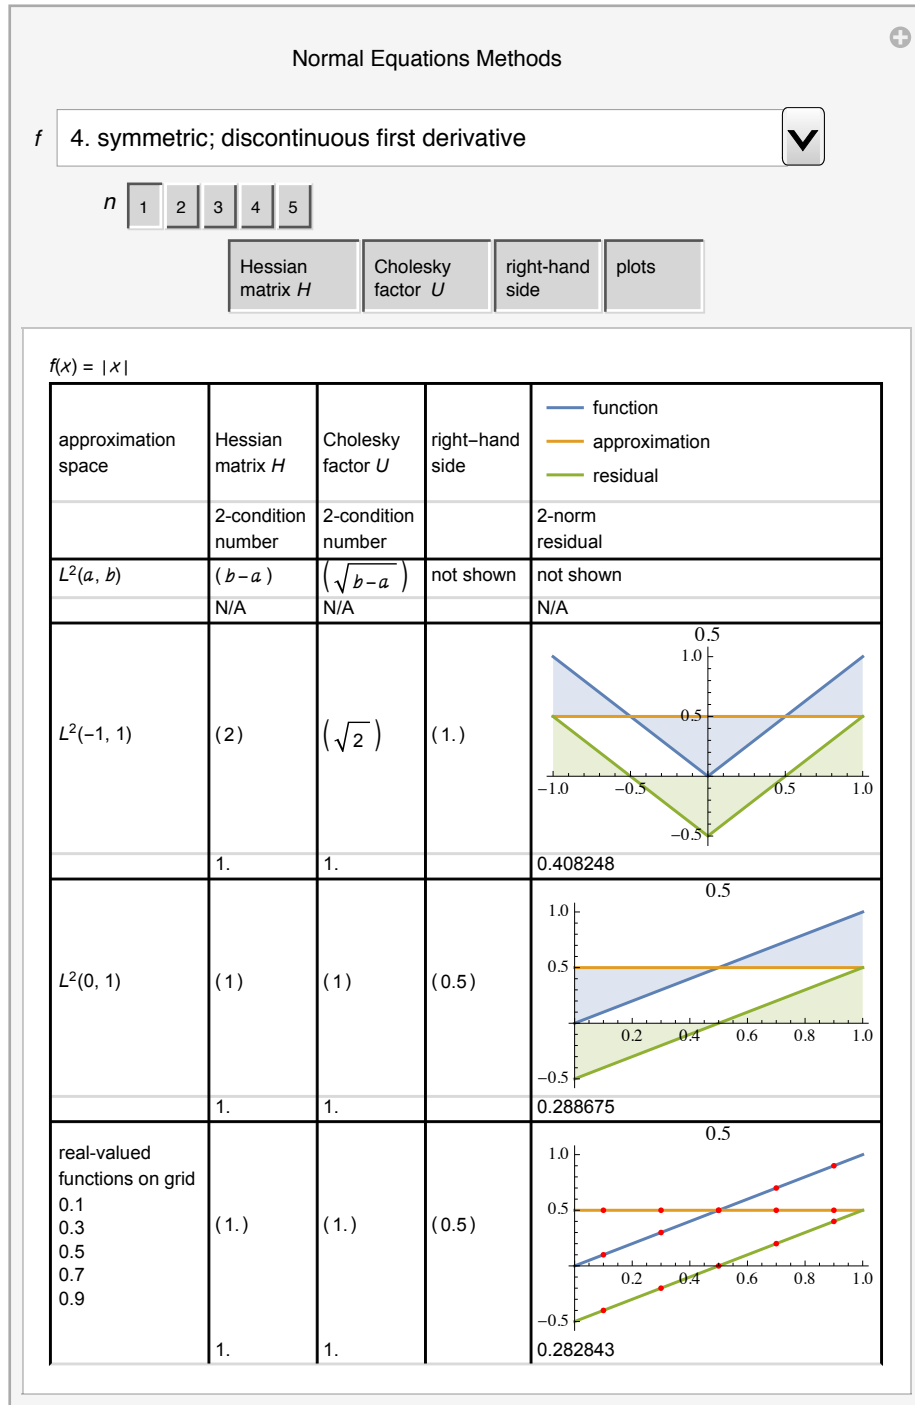 Normal Equations Methods
f 4. symmetric; discontinuous first derivative
n 1 2 3 4 5
Hessian matrix H
Cholesky factor U
right-hand side
plots
f(x) = |x|
approximation space
Hessian matrix H
Cholesky factor U
right-hand side
function
approximation
residual
2-condition number
2-condition number
2-norm residual
L²(a, b) (b-a) (√(b-a)) not shown not shown
N/A N/A N/A
0.5
1.0
0.5
L²(-1, 1) (2) (√2) (1.)
-1.0 -0.5 0.5 1.0
-0.5
1. 1. 0.408248
0.5
1.0
0.5
L²(0, 1) (1) (1) (0.5)
0.2 0.4 0.6 0.8 1.0
-0.5
1. 1. 0.288675
0.5
real-valued
functions on grid
0.1
0.3
0.5
0.7
0.9
(1.) (1.) (0.5)
1.0
0.5
0.2 0.4 0.6 0.8 1.0
-0.5
1. 1. 0.282843